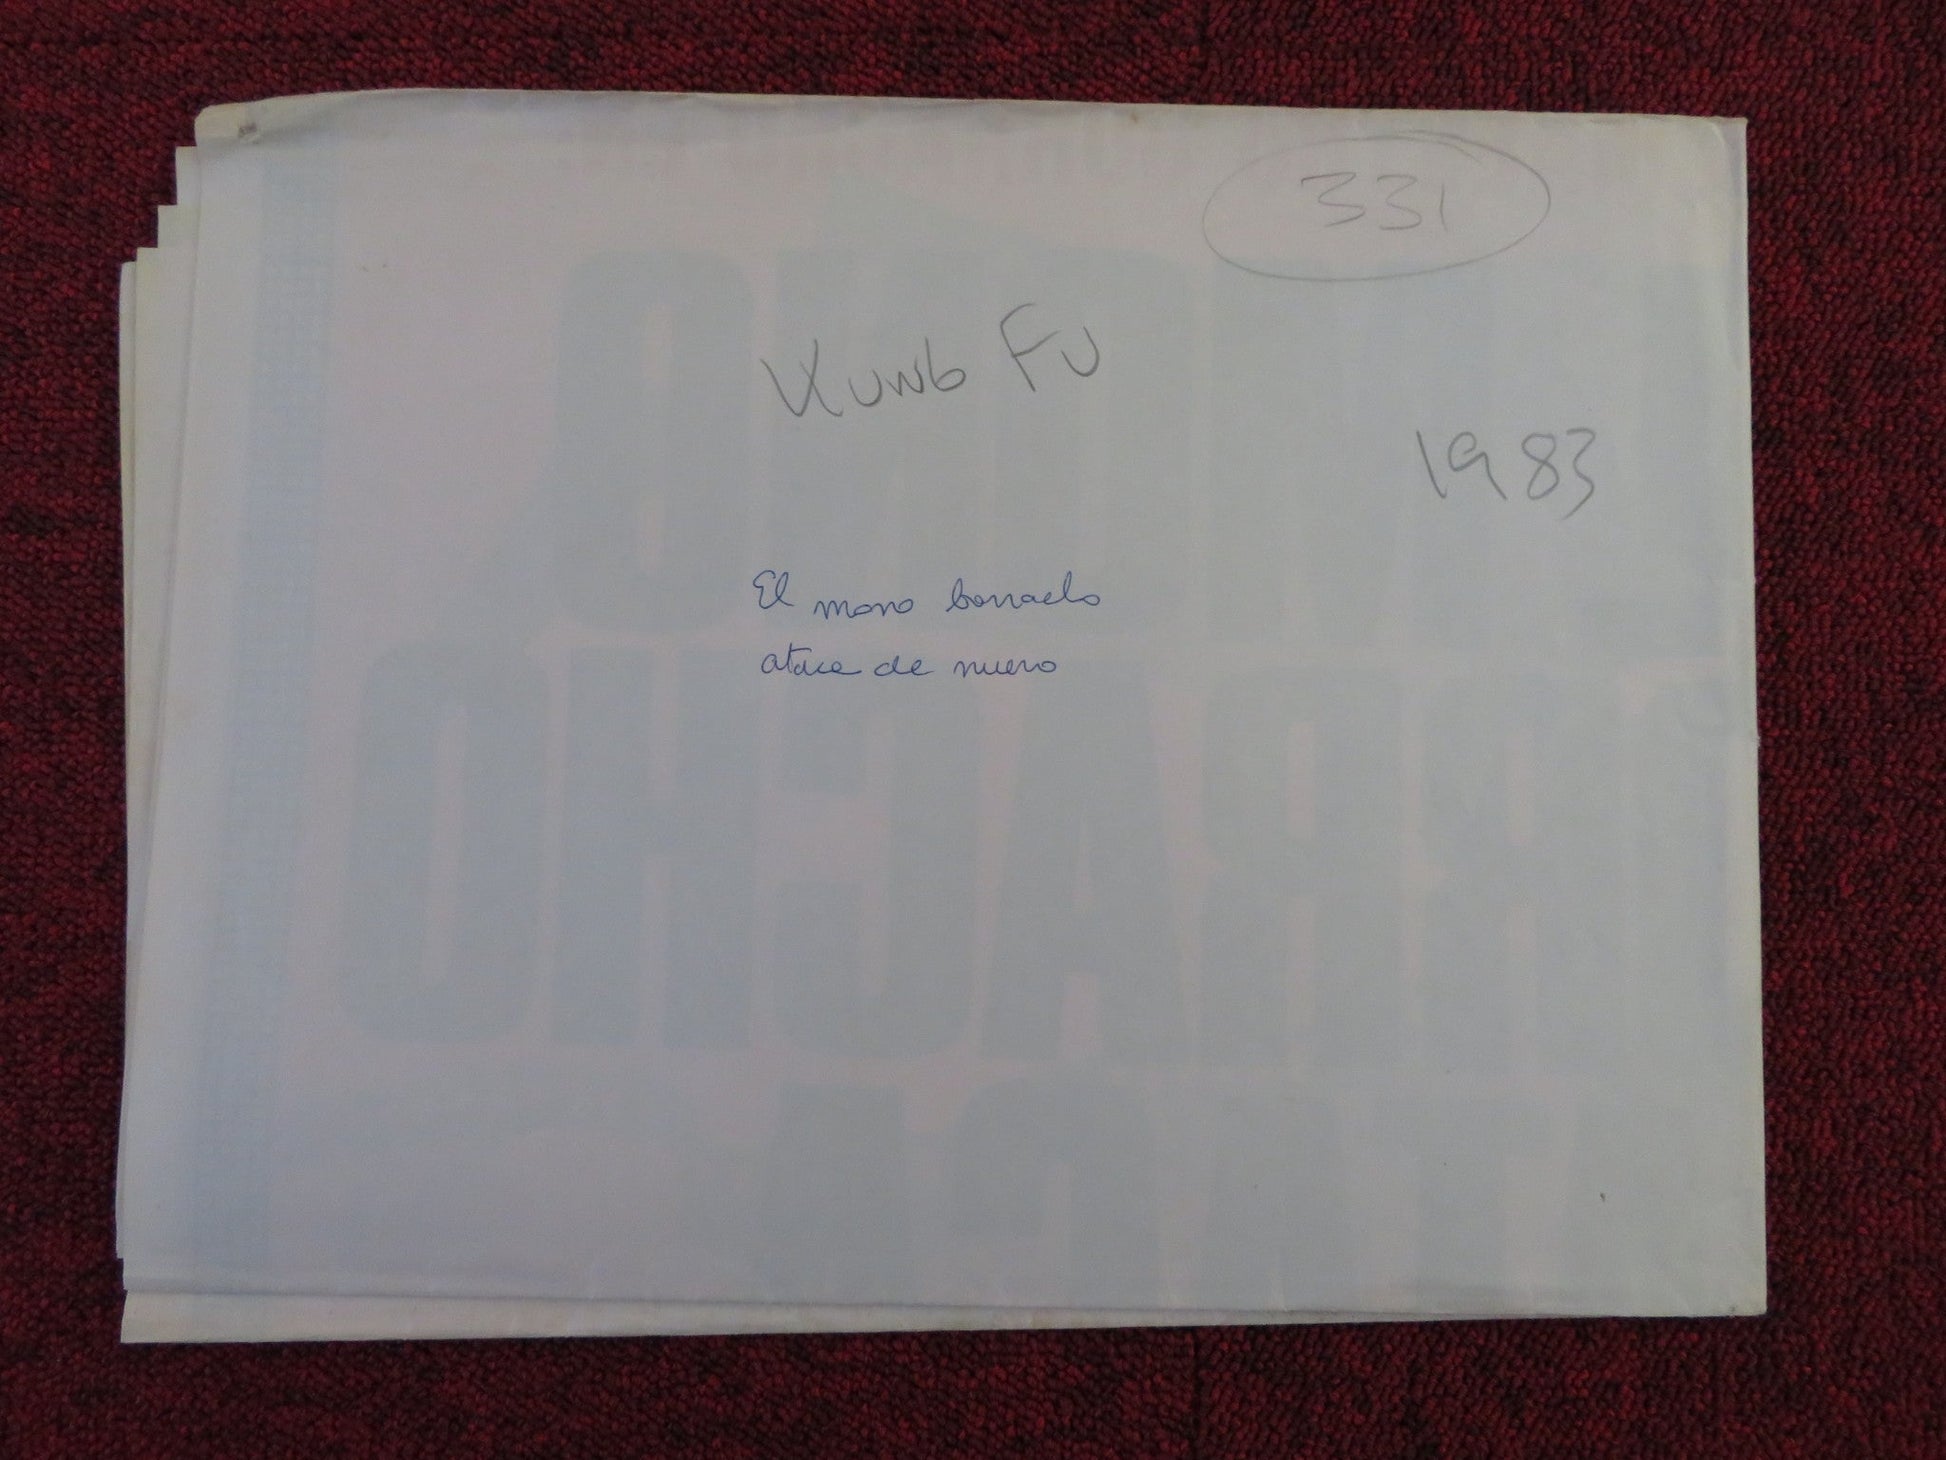 331
Kung Fu
1983
El mono borracho
ataca de nuevo